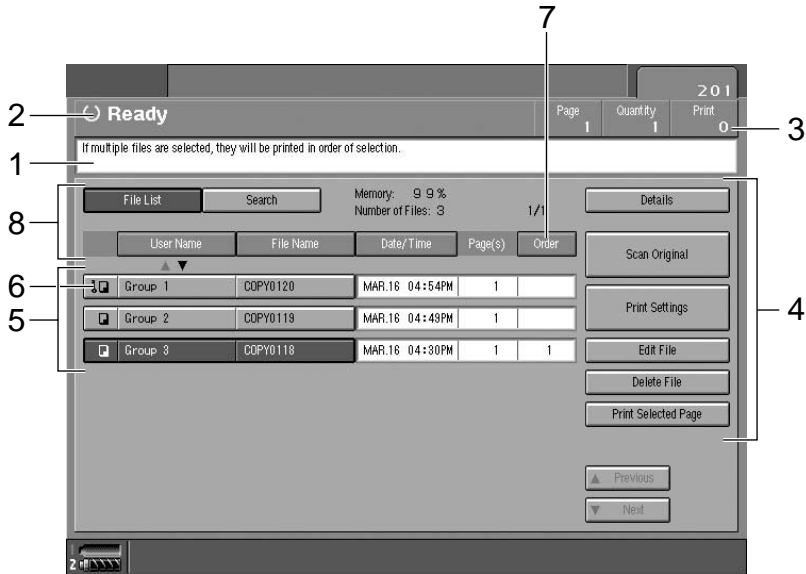 7
201
2
Ready
Page
1
Quantity
1
Print
0
3
1
If multiple files are selected, they will be printed in order of selection.
8
File List
Search
Memory: 99%
Number of Files: 3
1/1
Details
User Name
File Name
Date/Time
Page(s)
Order
Scan Original
6
Group 1
COPY0120
MAR.16 04:54PM
1
5
Group 2
COPY0119
MAR.16 04:49PM
1
Print Settings
4
Group 3
COPY0118
MAR.16 04:30PM
1
1
Edit File
Delete File
Print Selected Page
Previous
Next
1
2